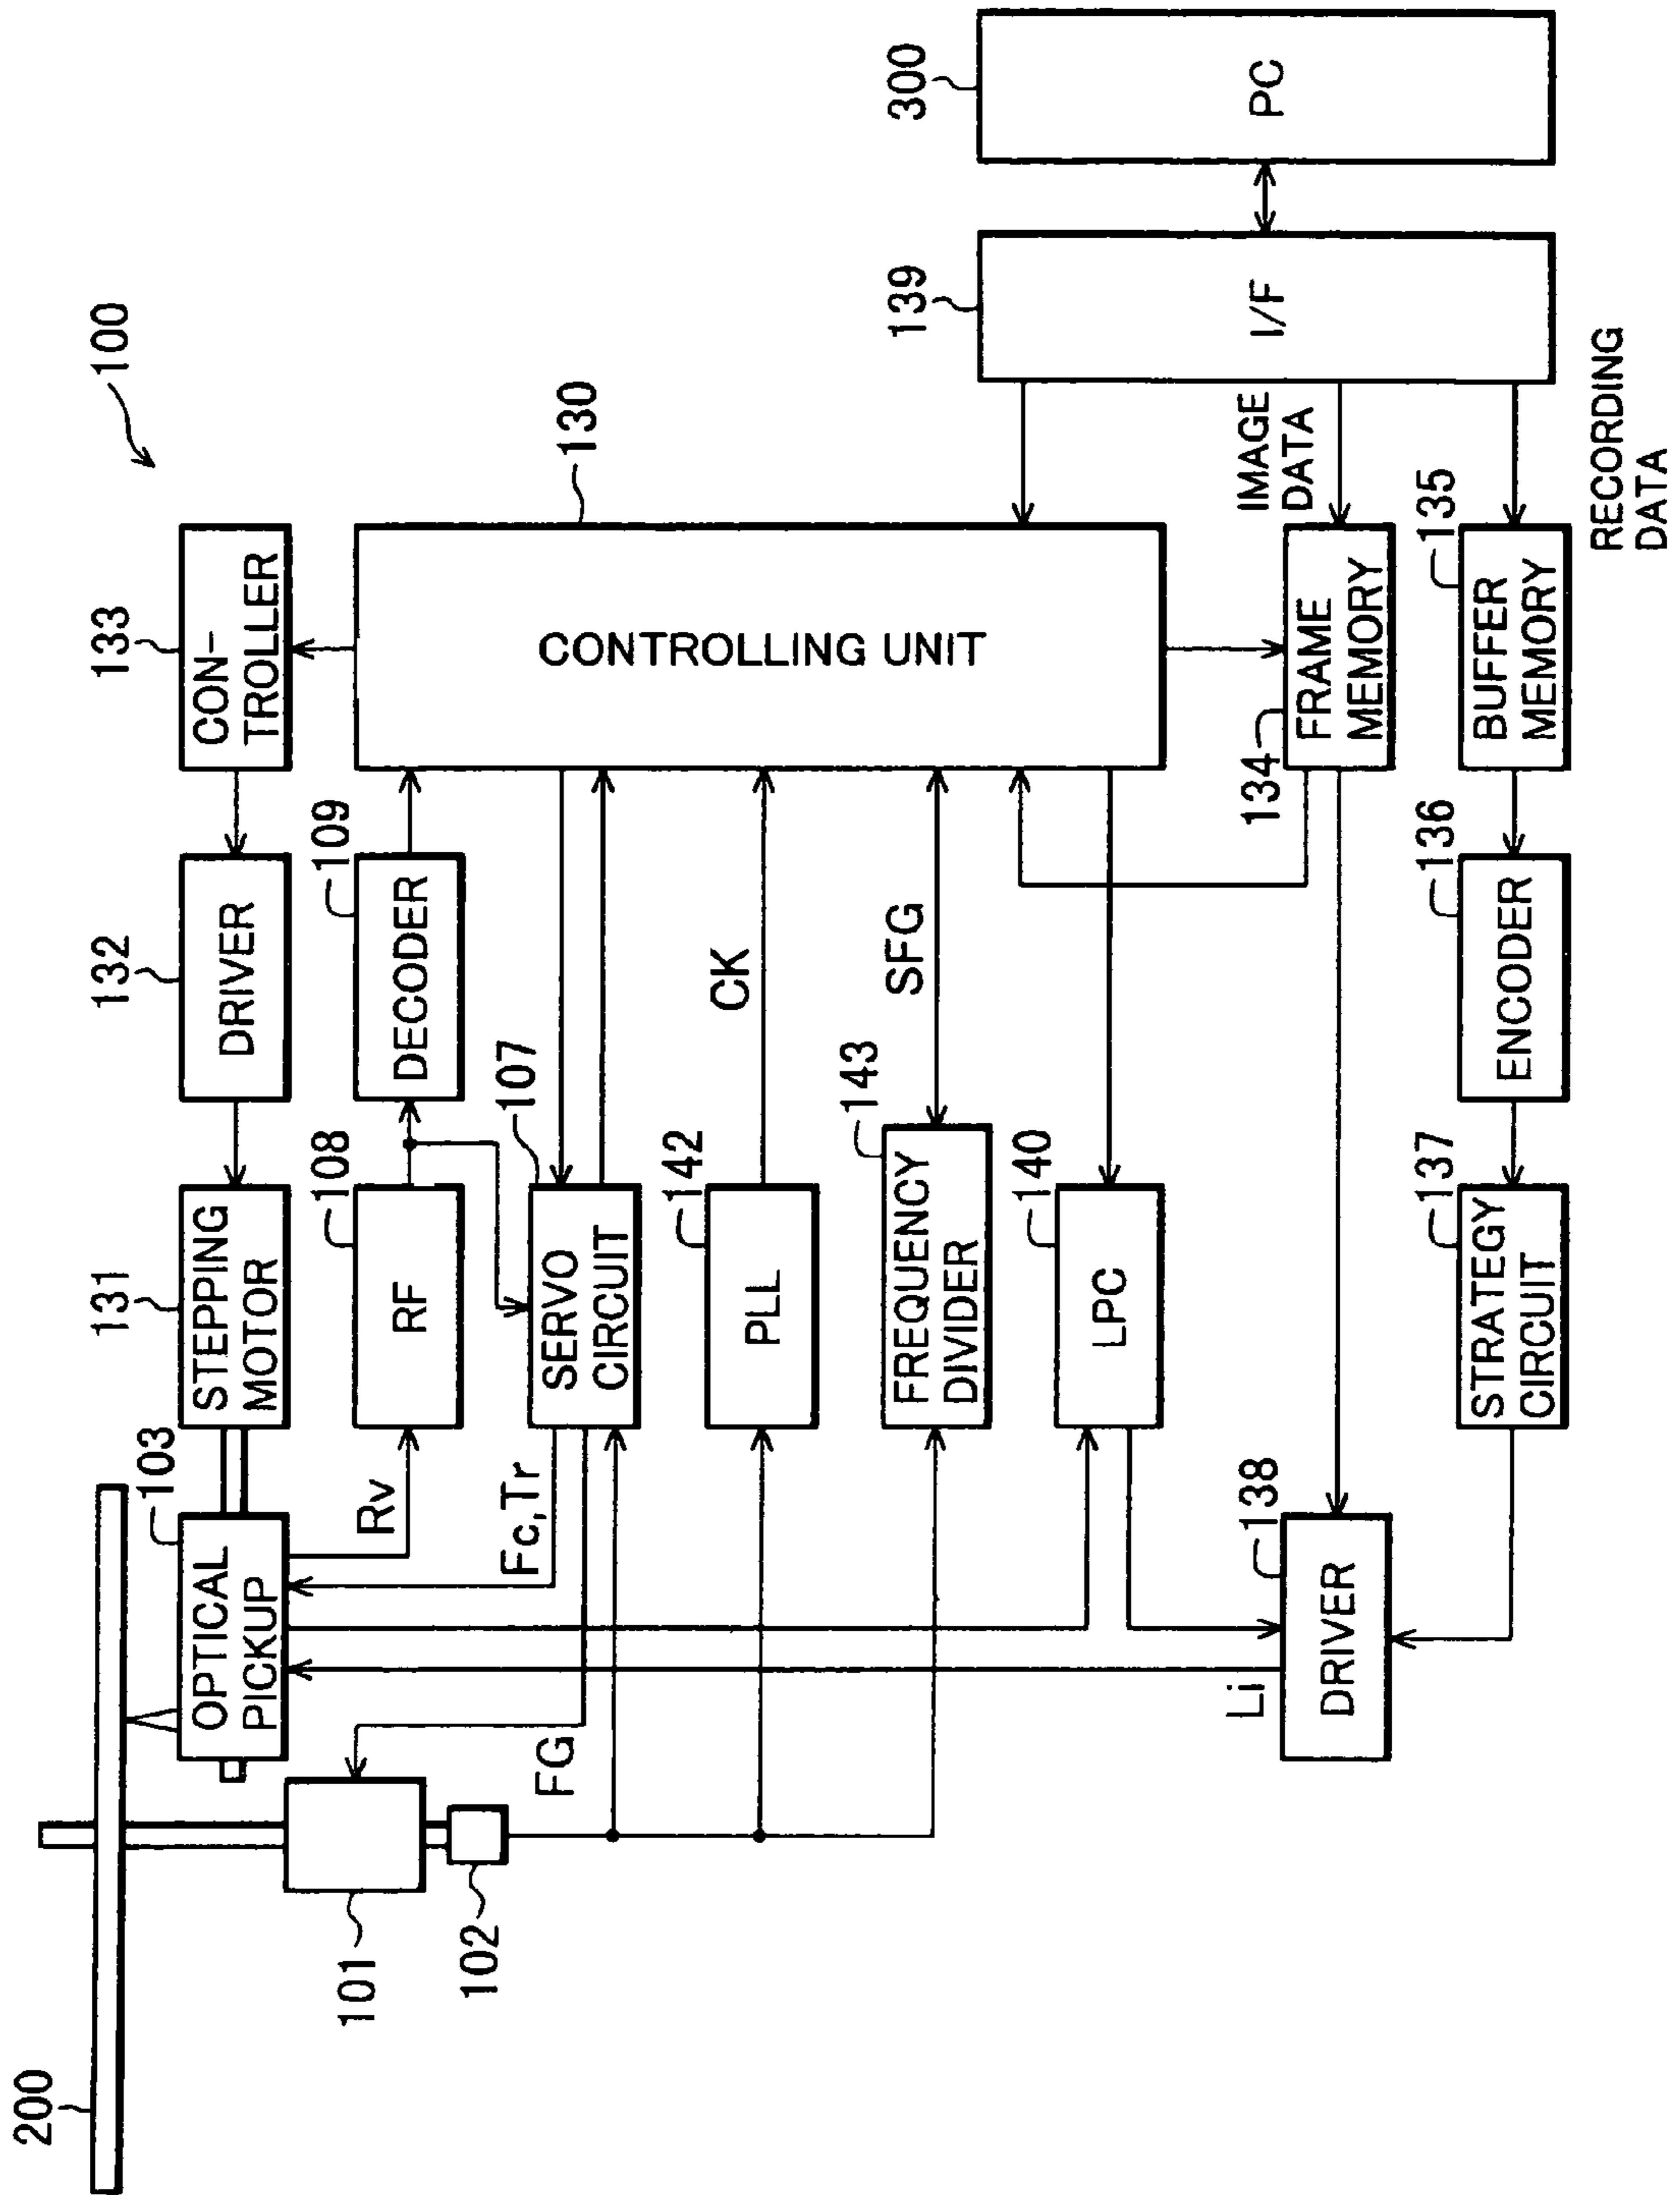 100
200
101
102
103
OPTICAL
PICKUP
131
STEPPING
MOTOR
132
DRIVER
133
CON-
TROLLER
Rv
108
RF
109
DECODER
130
CONTROLLING UNIT
Fc,Tr
FG
107
SERVO
CIRCUIT
142
PLL
CK
143
FREQUENCY
DIVIDER
SFG
140
LPC
Li
138
DRIVER
134
FRAME
MEMORY
IMAGE
DATA
137
STRATEGY
CIRCUIT
136
ENCODER
135
BUFFER
MEMORY
RECORDING
DATA
139
I/F
300
PC